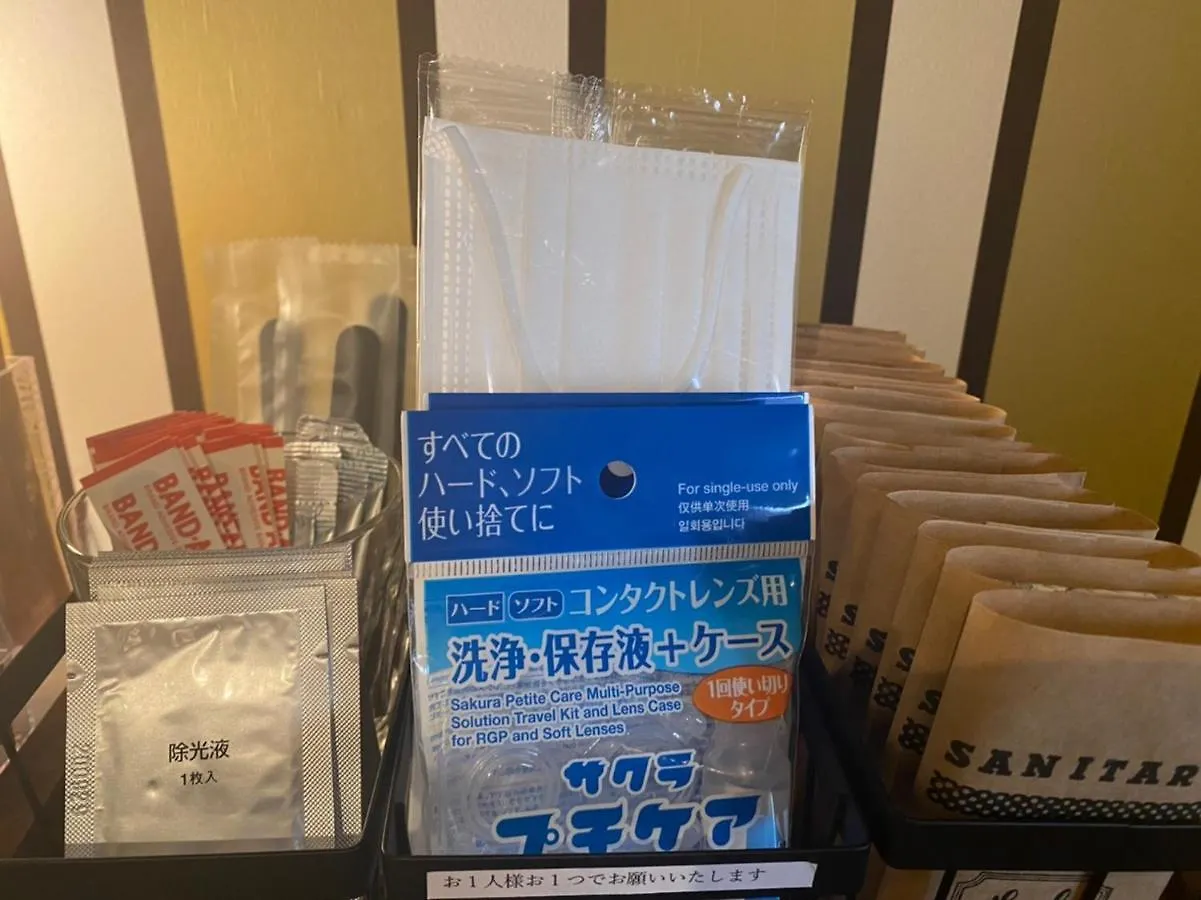 すべての
ハード、ソフト
使い捨てに
For single-use only
仅供单次使用
일회용입니다
ハード ソフト コンタクトレンズ用
洗浄・保存液+ケース
Sakura Petite Care Multi-Purpose
Solution Travel Kit and Lens Case
for RGP and Soft Lenses
1回使い切り
タイプ
サクラ
プチケア
お1人様お1つでお願いいたします
BAND-A
BAND
除光液
1枚入
SANITAR